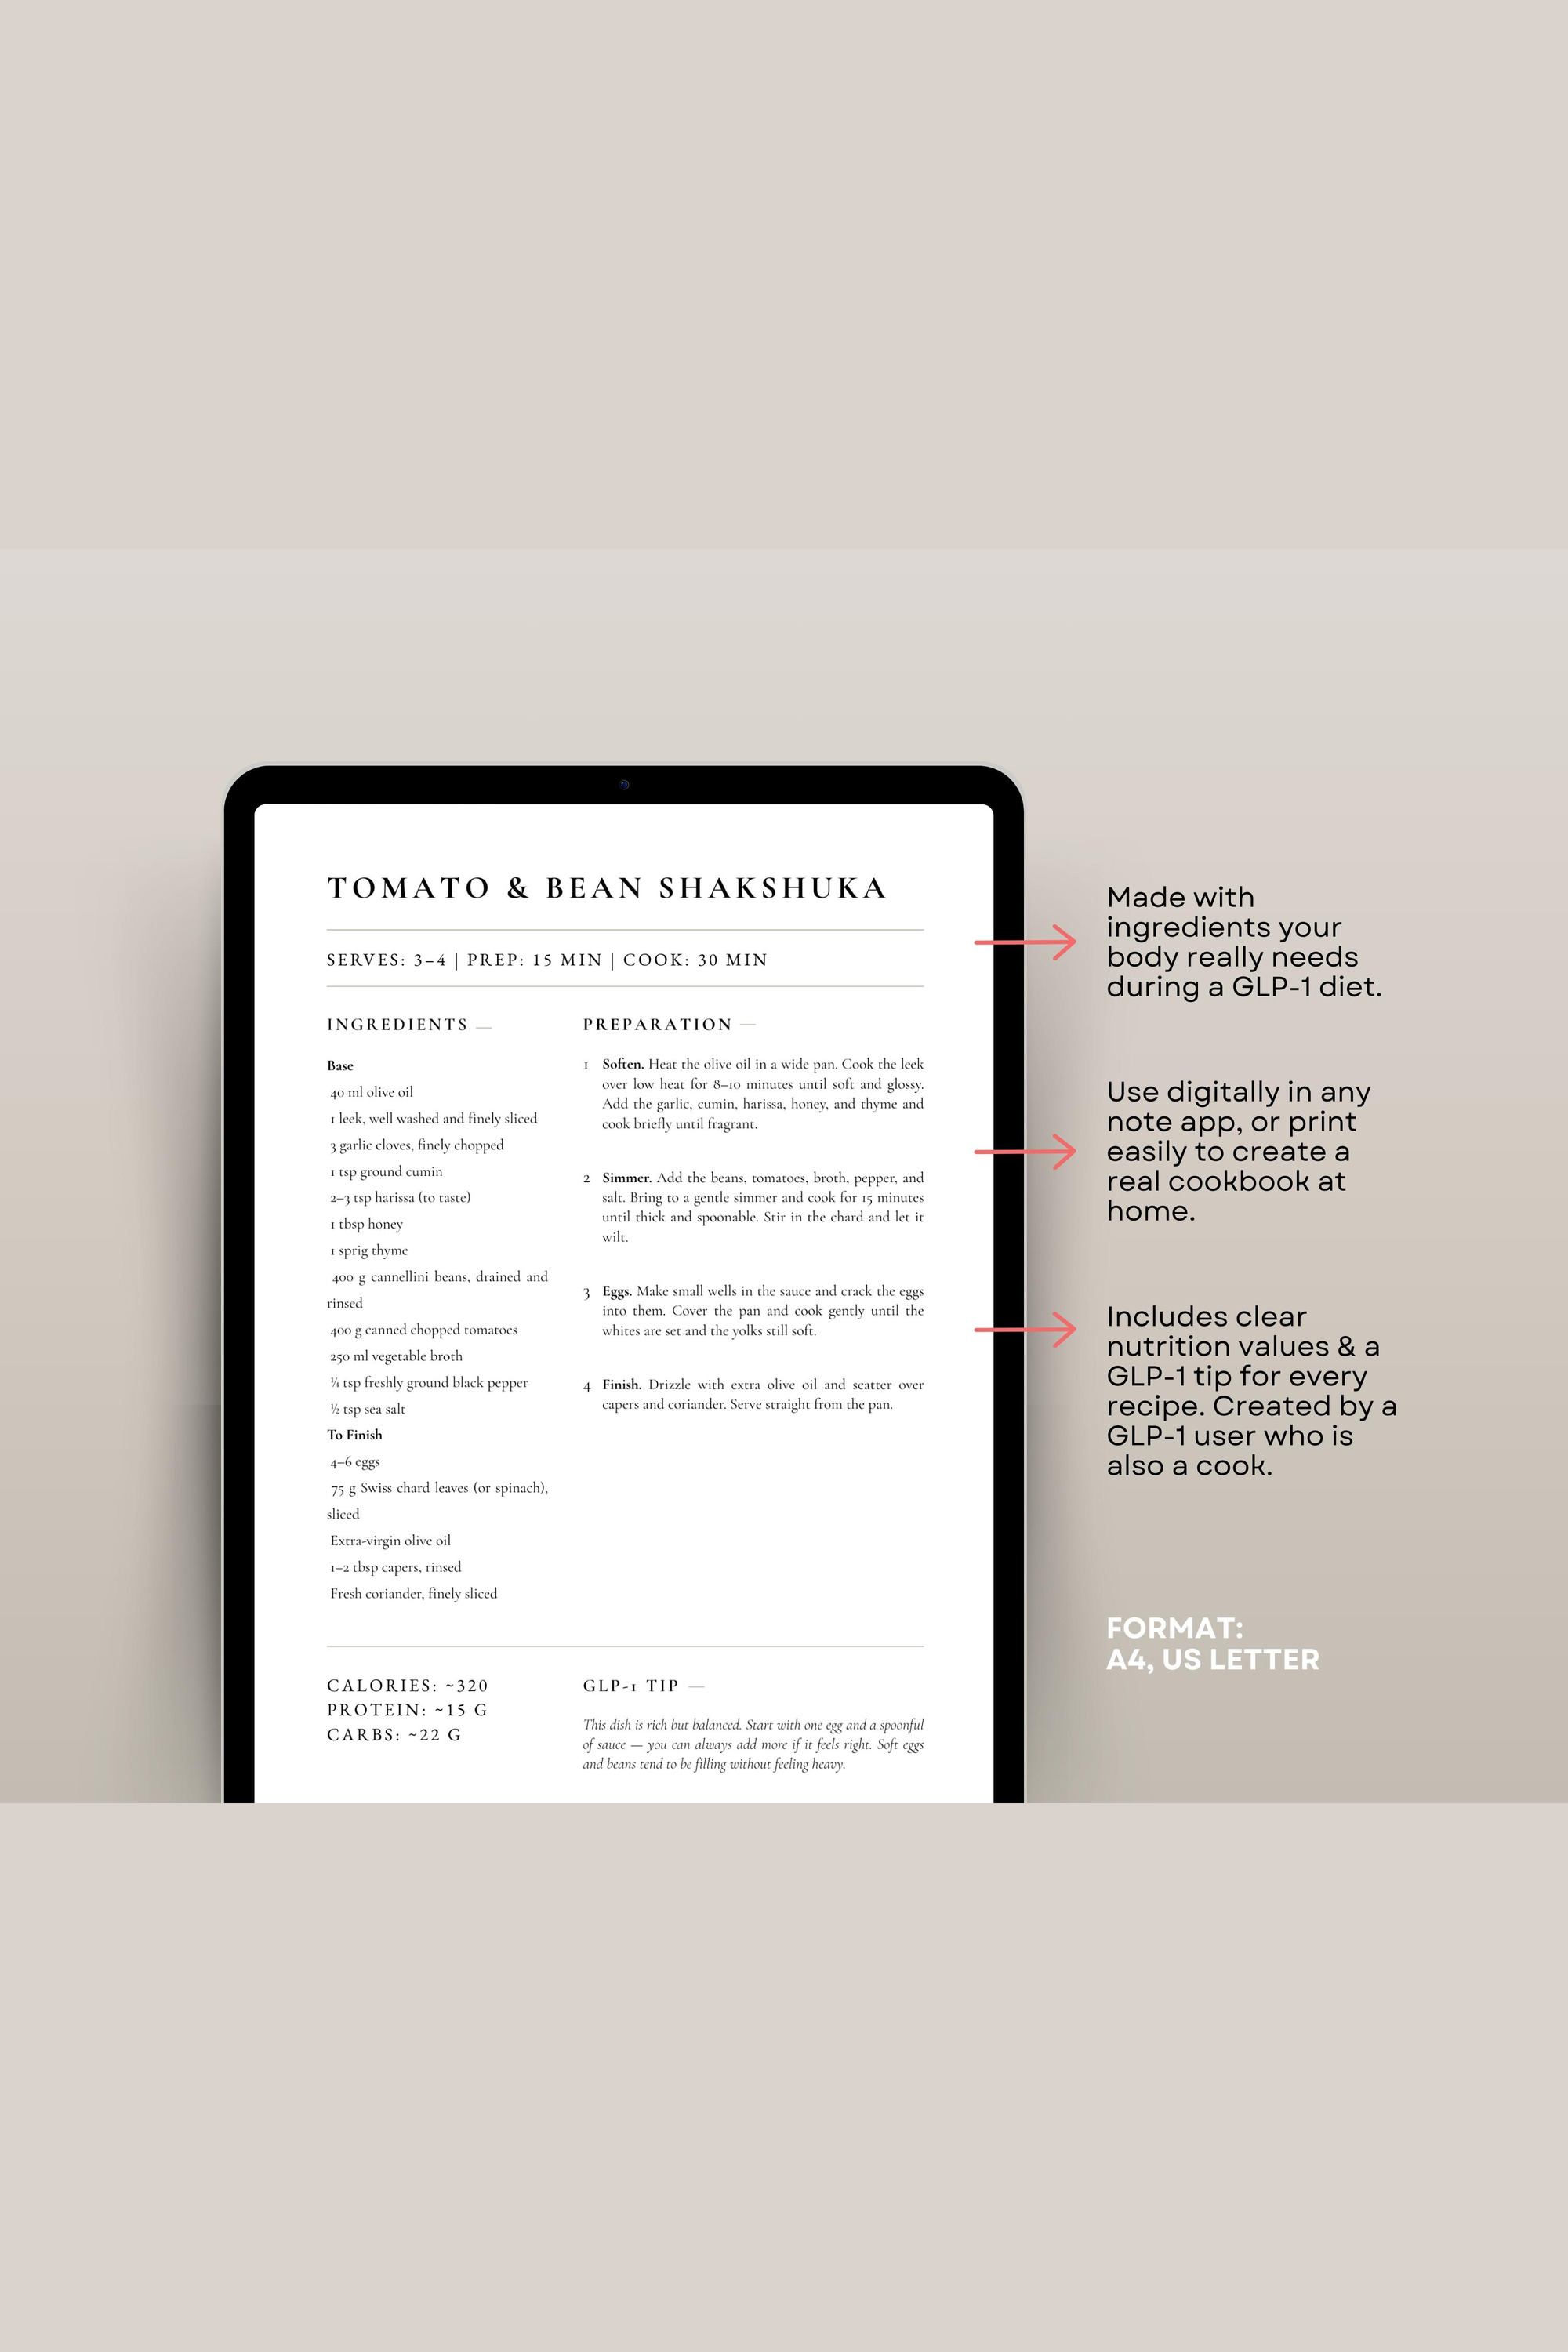 TOMATO & BEAN SHAKSHUKA
SERVES: 3–4 | PREP: 15 MIN | COOK: 30 MIN
INGREDIENTS —
Base
40 ml olive oil
1 leek, well washed and finely sliced
3 garlic cloves, finely chopped
1 tsp ground cumin
2–3 tsp harissa (to taste)
1 tbsp honey
1 sprig thyme
400 g cannellini beans, drained and
rinsed
400 g canned chopped tomatoes
250 ml vegetable broth
¼ tsp freshly ground black pepper
½ tsp sea salt
To Finish
4–6 eggs
75 g Swiss chard leaves (or spinach),
sliced
Extra-virgin olive oil
1–2 tbsp capers, rinsed
Fresh coriander, finely sliced
PREPARATION —
1 Soften. Heat the olive oil in a wide pan. Cook the leek
over low heat for 8–10 minutes until soft and glossy.
Add the garlic, cumin, harissa, honey, and thyme and
cook briefly until fragrant.
2 Simmer. Add the beans, tomatoes, broth, pepper, and
salt. Bring to a gentle simmer and cook for 15 minutes
until thick and spoonable. Stir in the chard and let it
wilt.
3 Eggs. Make small wells in the sauce and crack the eggs
into them. Cover the pan and cook gently until the
whites are set and the yolks still soft.
4 Finish. Drizzle with extra olive oil and scatter over
capers and coriander. Serve straight from the pan.
CALORIES: ~320
PROTEIN: ~15 G
CARBS: ~22 G
GLP-1 TIP —
This dish is rich but balanced. Start with one egg and a spoonful
of sauce — you can always add more if it feels right. Soft eggs
and beans tend to be filling without feeling heavy.
Made with
ingredients your
body really needs
during a GLP-1 diet.
Use digitally in any
note app, or print
easily to create a
real cookbook at
home.
Includes clear
nutrition values & a
GLP-1 tip for every
recipe. Created by a
GLP-1 user who is
also a cook.
FORMAT:
A4, US LETTER